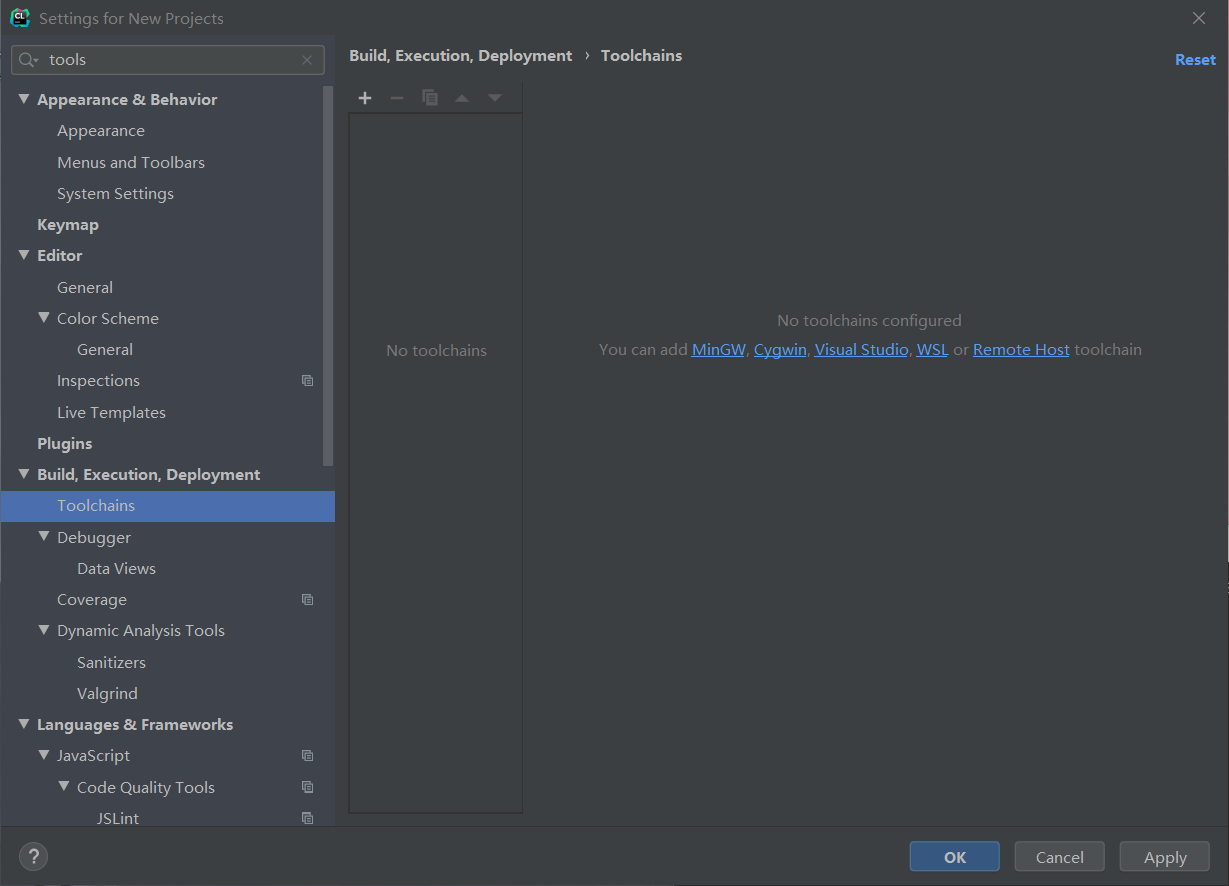 Settings for New Projects
tools
Appearance & Behavior
Appearance
Menus and Toolbars
System Settings
Keymap
Editor
General
Color Scheme
General
Inspections
Live Templates
Plugins
Build, Execution, Deployment
Toolchains
Debugger
Data Views
Coverage
Dynamic Analysis Tools
Sanitizers
Valgrind
Languages & Frameworks
JavaScript
Code Quality Tools
JSLint
Build, Execution, Deployment › Toolchains
Reset
No toolchains
No toolchains configured
You can add MinGW, Cygwin, Visual Studio, WSL or Remote Host toolchain
?
OK
Cancel
Apply